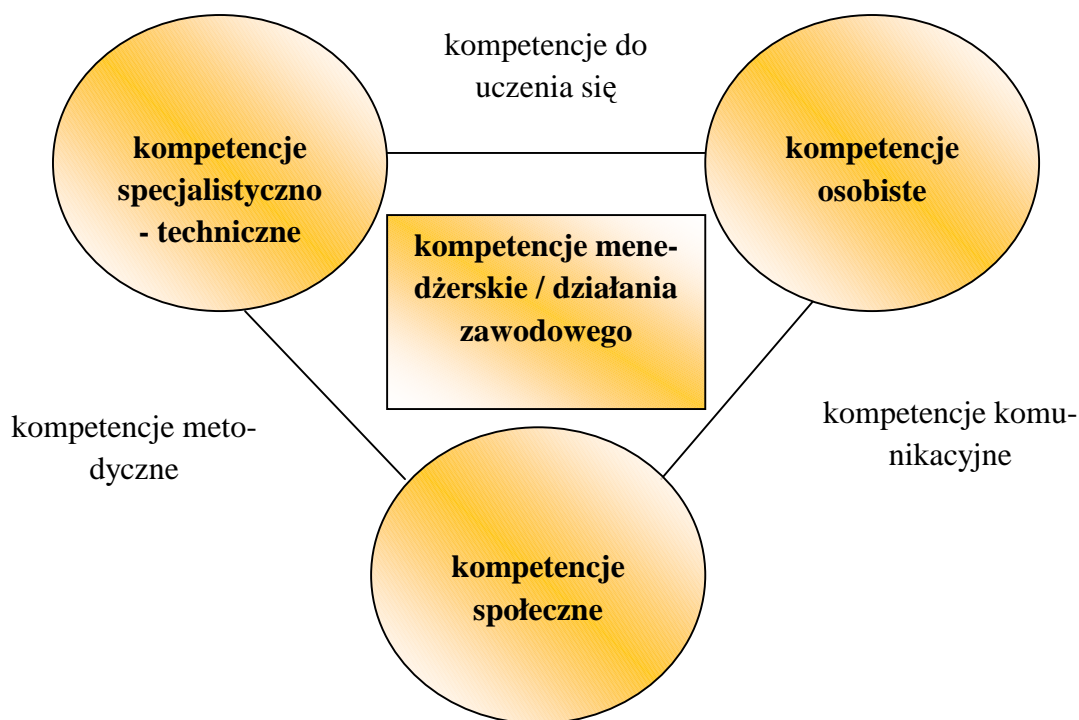 kompetencje do
uczenia się
kompetencje
specjalistyczno
- techniczne
kompetencje
osobiste
kompetencje mene-
dżerskie / działania
zawodowego
kompetencje meto-
dyczne
kompetencje komu-
nikacyjne
kompetencje
społeczne